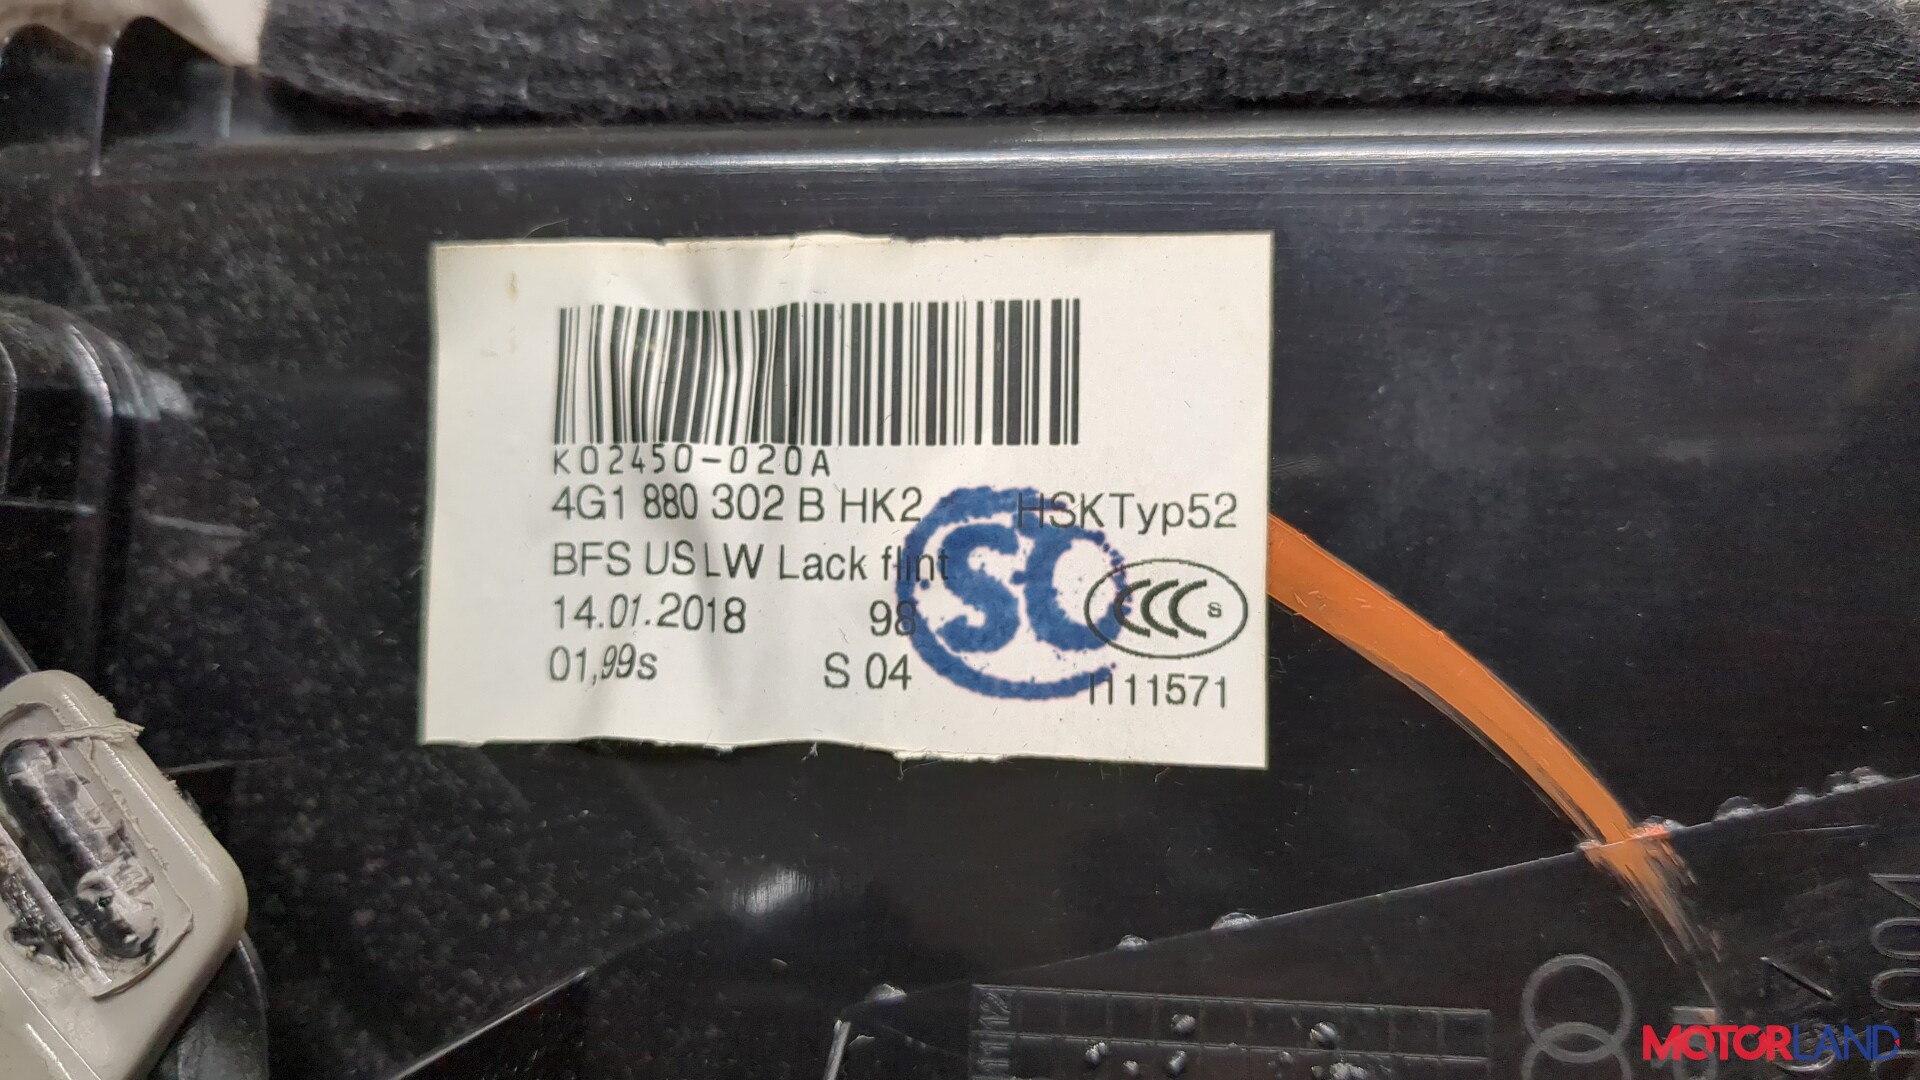 K02450-020A
4G1 880 302 B HK2 HSKTyp52
BFS US LW Lack flint
SC
14.01.2018 98
CCC S
01,99s S 04
11571
MOTORLAND